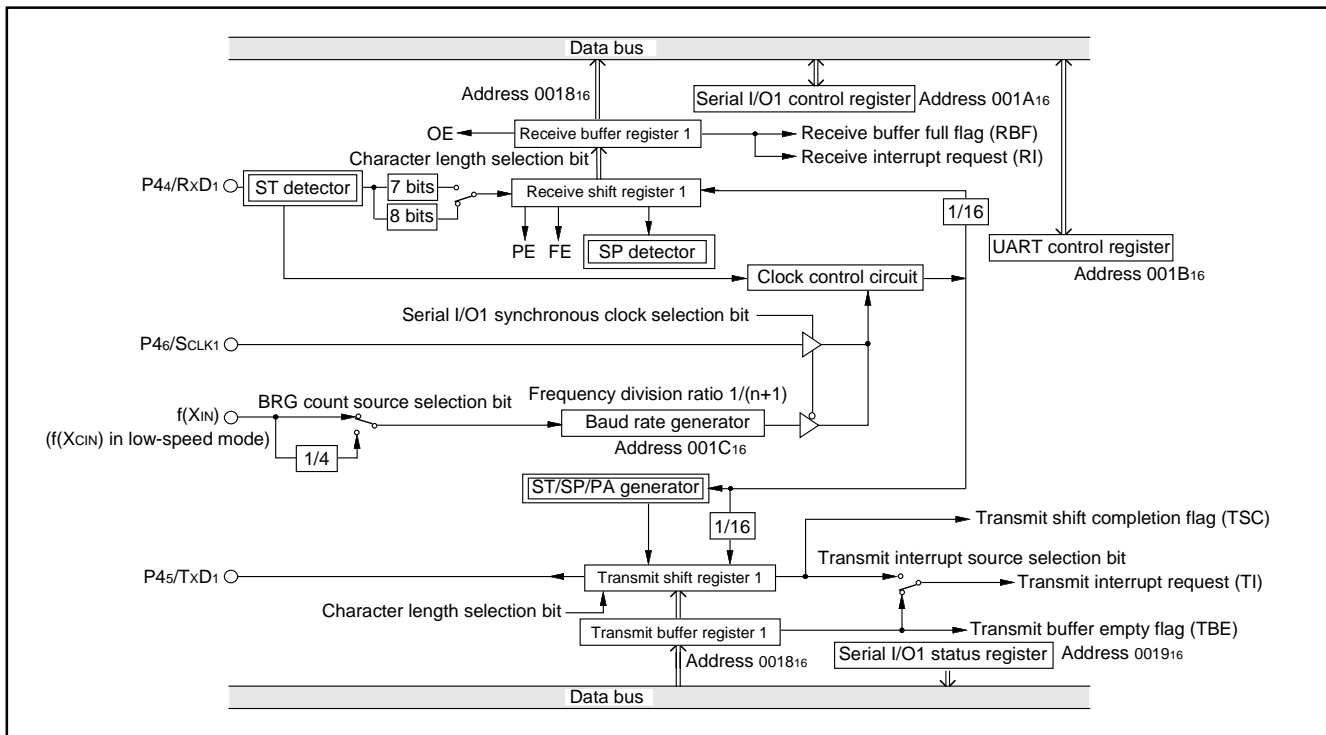 Data bus
Address 001816
Serial I/O1 control register Address 001A16
OE Receive buffer register 1 Receive buffer full flag (RBF)
Character length selection bit Receive interrupt request (RI)
P44/RxD1 ST detector 7 bits Receive shift register 1
8 bits 1/16
PE FE SP detector UART control register
Clock control circuit Address 001B16
Serial I/O1 synchronous clock selection bit
P46/SCLK1
BRG count source selection bit Frequency division ratio 1/(n+1)
f(XIN) Baud rate generator
(f(XCIN) in low-speed mode) Address 001C16
1/4
ST/SP/PA generator
1/16 Transmit shift completion flag (TSC)
Transmit interrupt source selection bit
P45/TxD1 Transmit shift register 1 Transmit interrupt request (TI)
Character length selection bit
Transmit buffer register 1 Transmit buffer empty flag (TBE)
Address 001816 Serial I/O1 status register Address 001916
Data bus